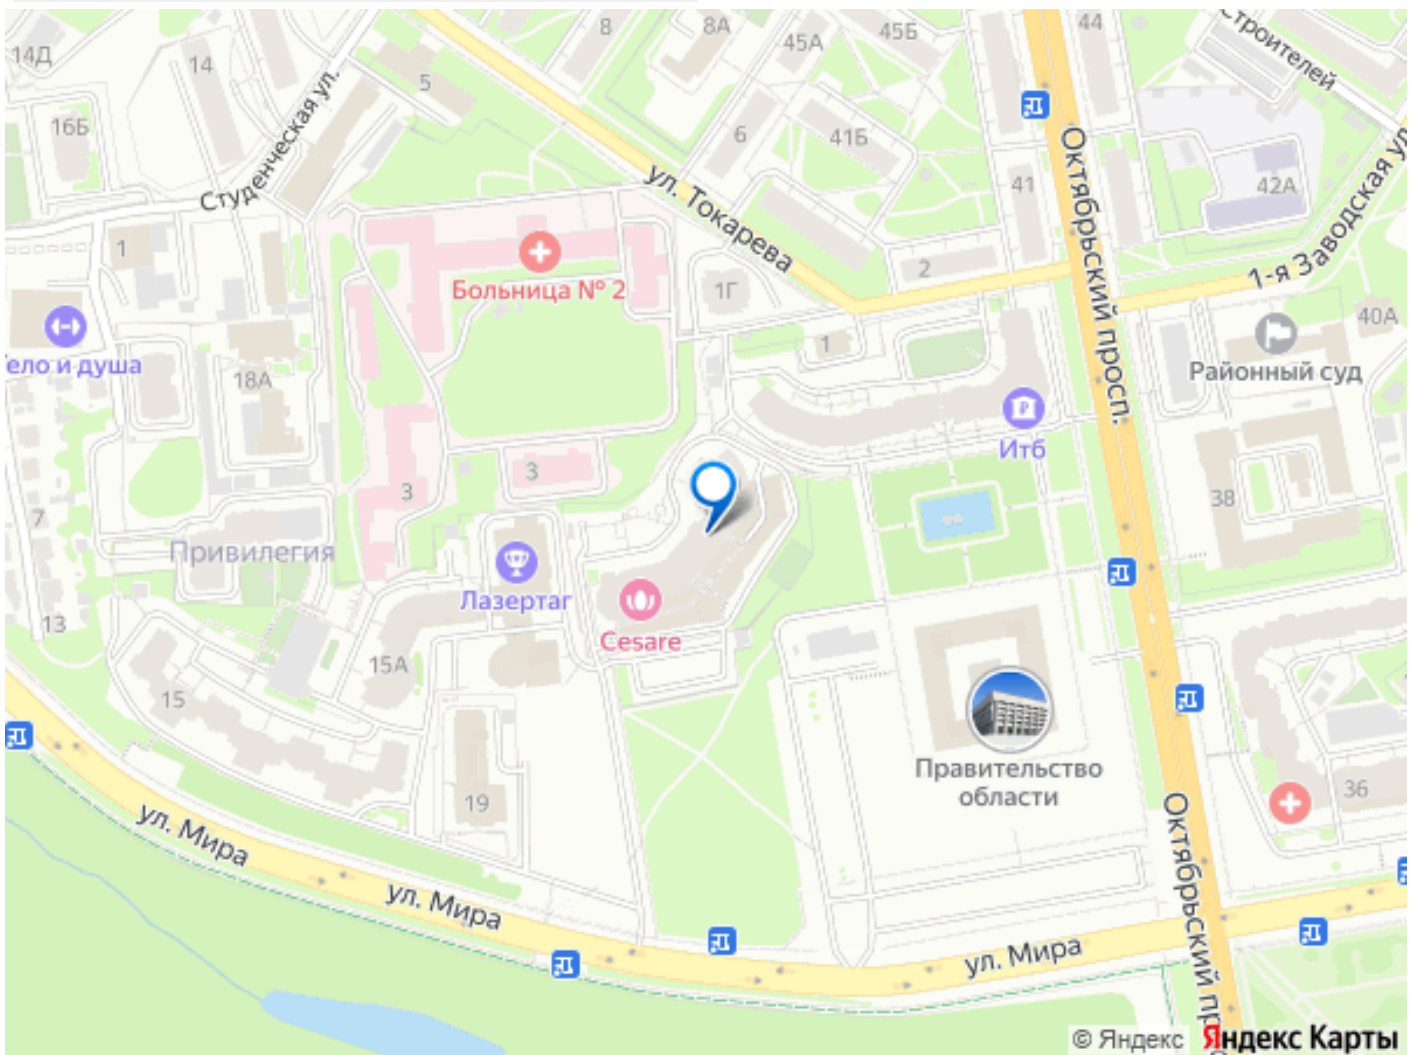 8
8А
45А
45Б
44
Строителей
14Д
14
5
16Б
6
41Б
41
42А
Студенческая ул.
ул. Токарева
Октябрьский просп.
1-я Заводская ул
1
Больница № 2
1Г
2
40А
ело и душа
18А
1
Районный суд
Итб
3
3
38
7
Привилегия
Лазертаг
Cesare
13
15А
15
Правительство
области
19
36
ул. Мира
ул. Мира
ул. Мира
Октябрьский пр
© Яндекс Яндекс Карты